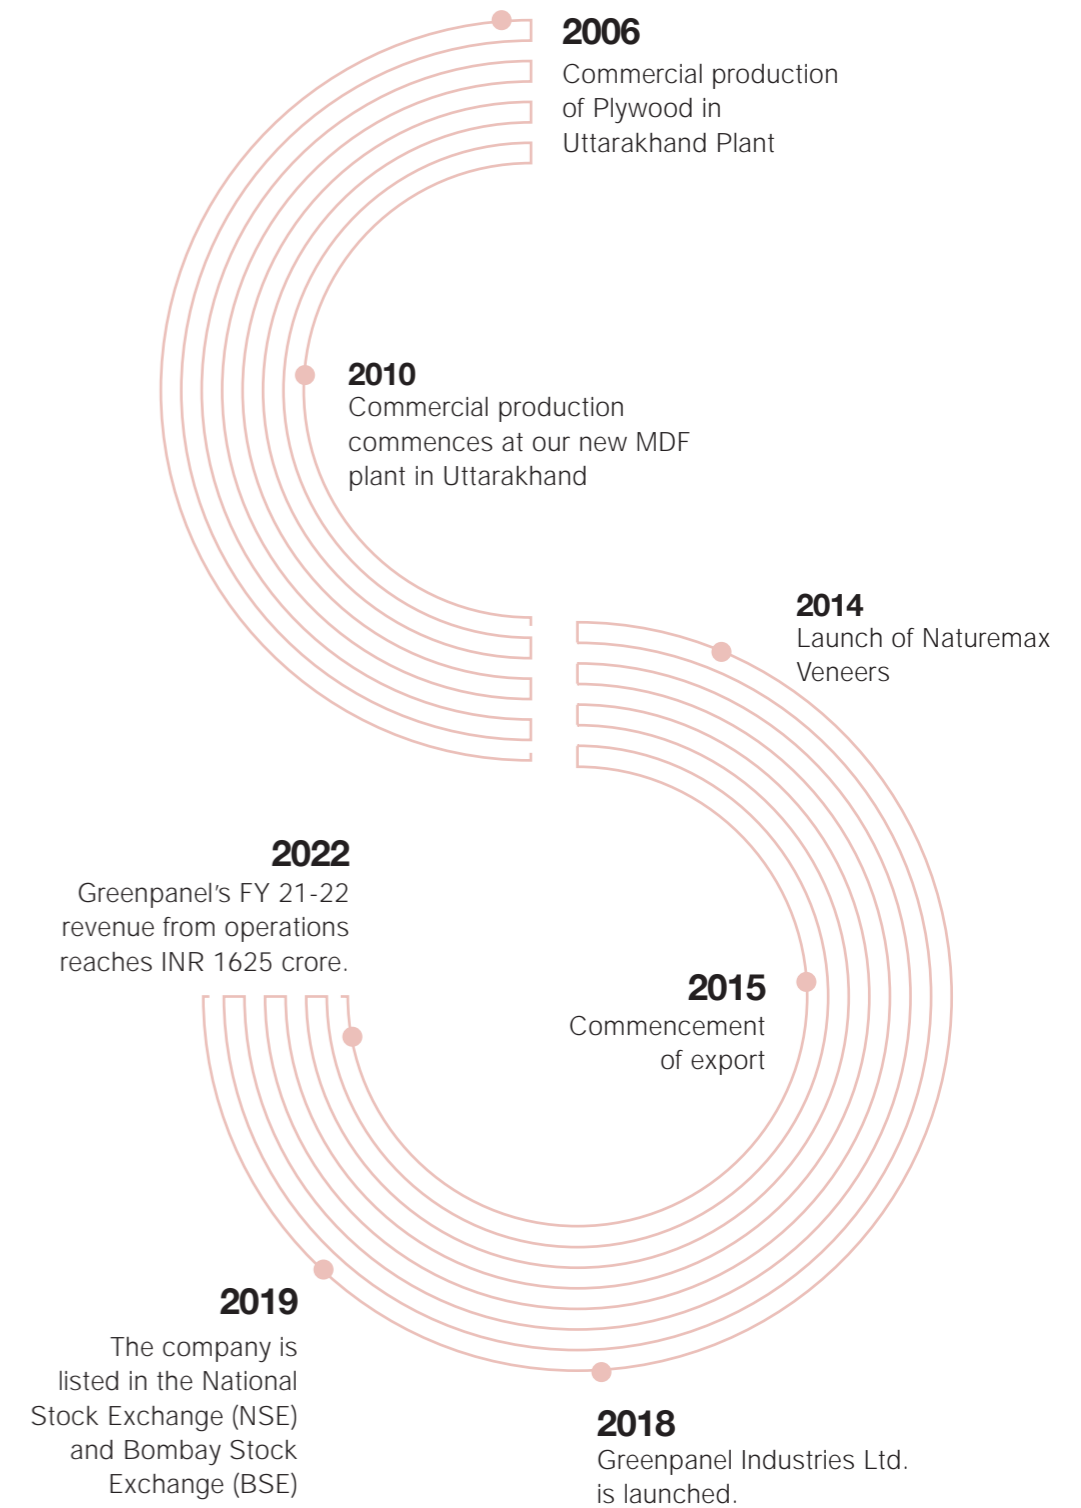 2006
Commercial production
of Plywood in
Uttarakhand Plant
2010
Commercial production
commences at our new MDF
plant in Uttarakhand
2014
Launch of Naturemax
Veneers
2015
Commencement
of export
2018
Greenpanel Industries Ltd.
is launched.
2019
The company is
listed in the National
Stock Exchange (NSE)
and Bombay Stock
Exchange (BSE)
2022
Greenpanel’s FY 21-22
revenue from operations
reaches INR 1625 crore.